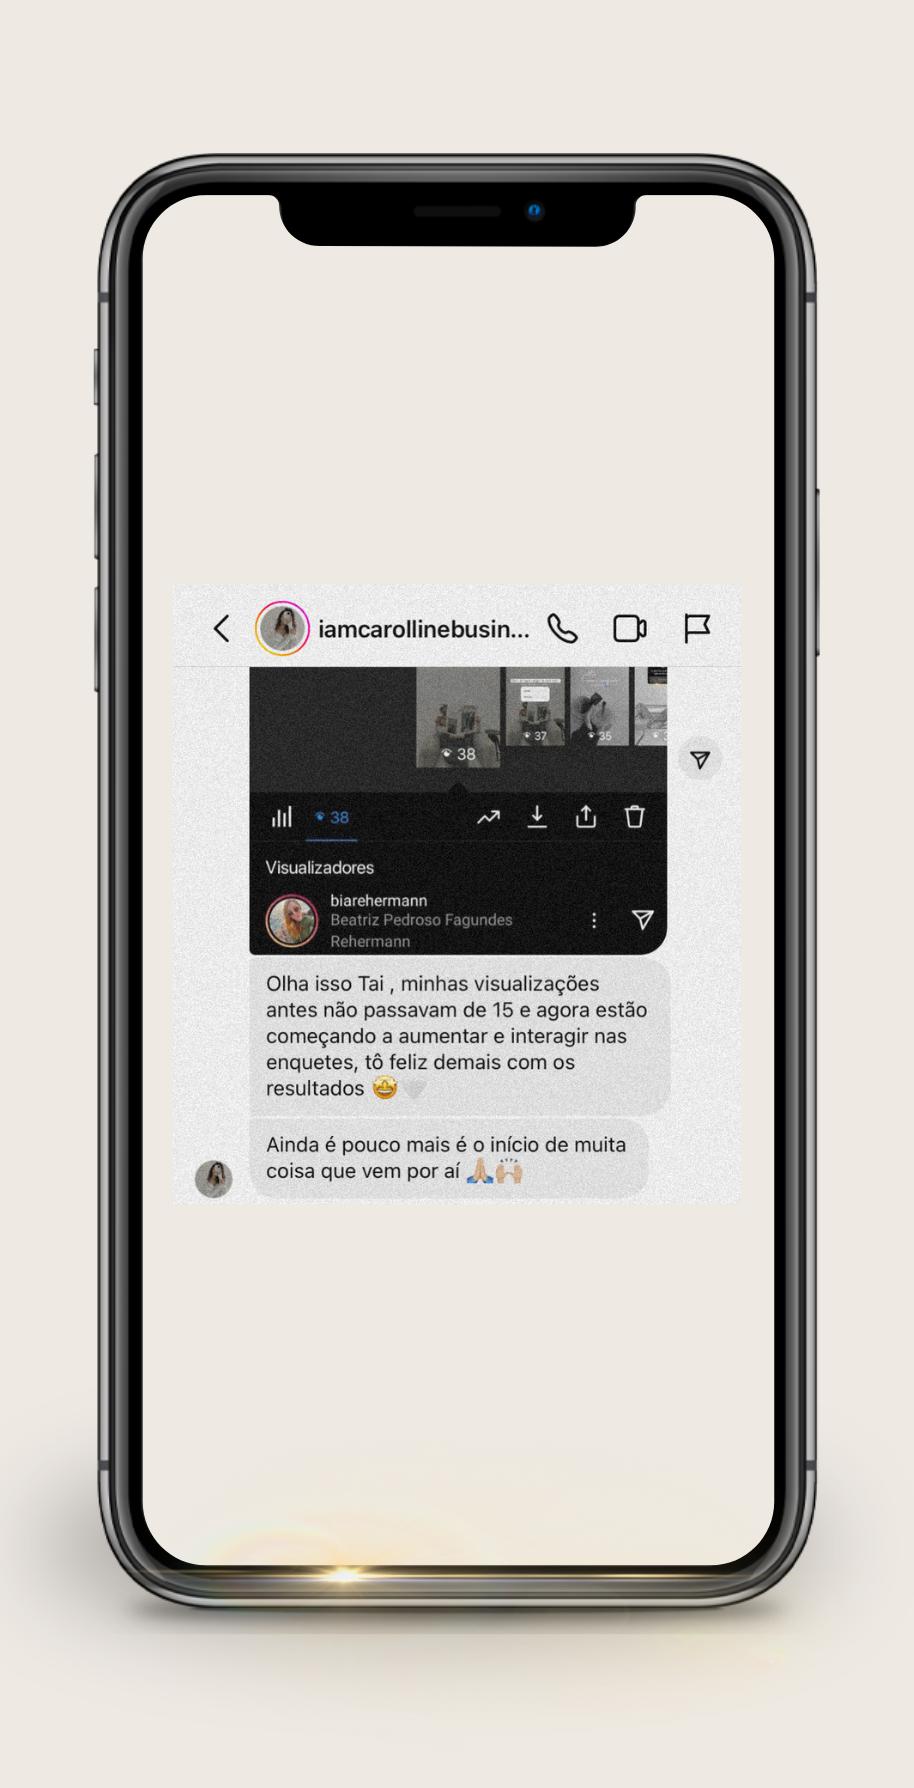 iamcarollinebusin...
38
37
35
38
Visualizadores
biarehermann
Beatriz Pedroso Fagundes
Rehermann
Olha isso Tai , minhas visualizações
antes não passavam de 15 e agora estão
começando a aumentar e interagir nas
enquetes, tô feliz demais com os
resultados 🤩🤍
Ainda é pouco mais é o início de muita
coisa que vem por aí 🙏🏼🙌🏼